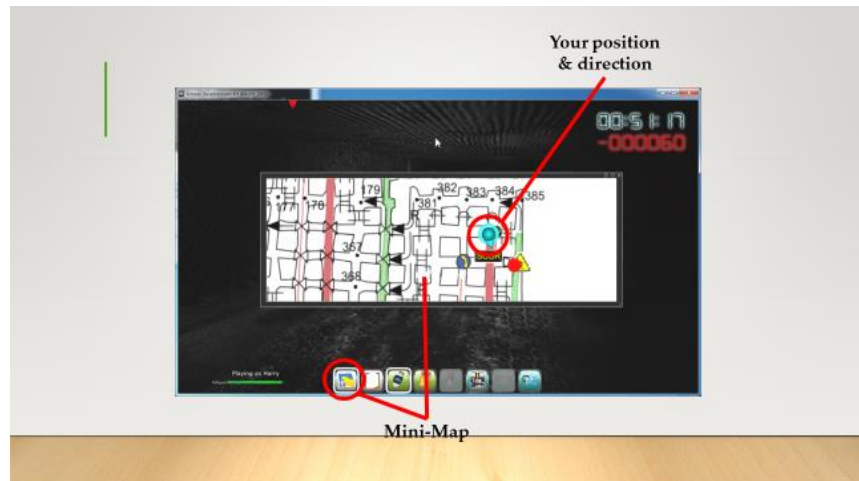 Your position
& direction
00:51:17
-000060
179
382
383
384
385
381
177
178
R
367
368
Playing as Harry
Mini-Map